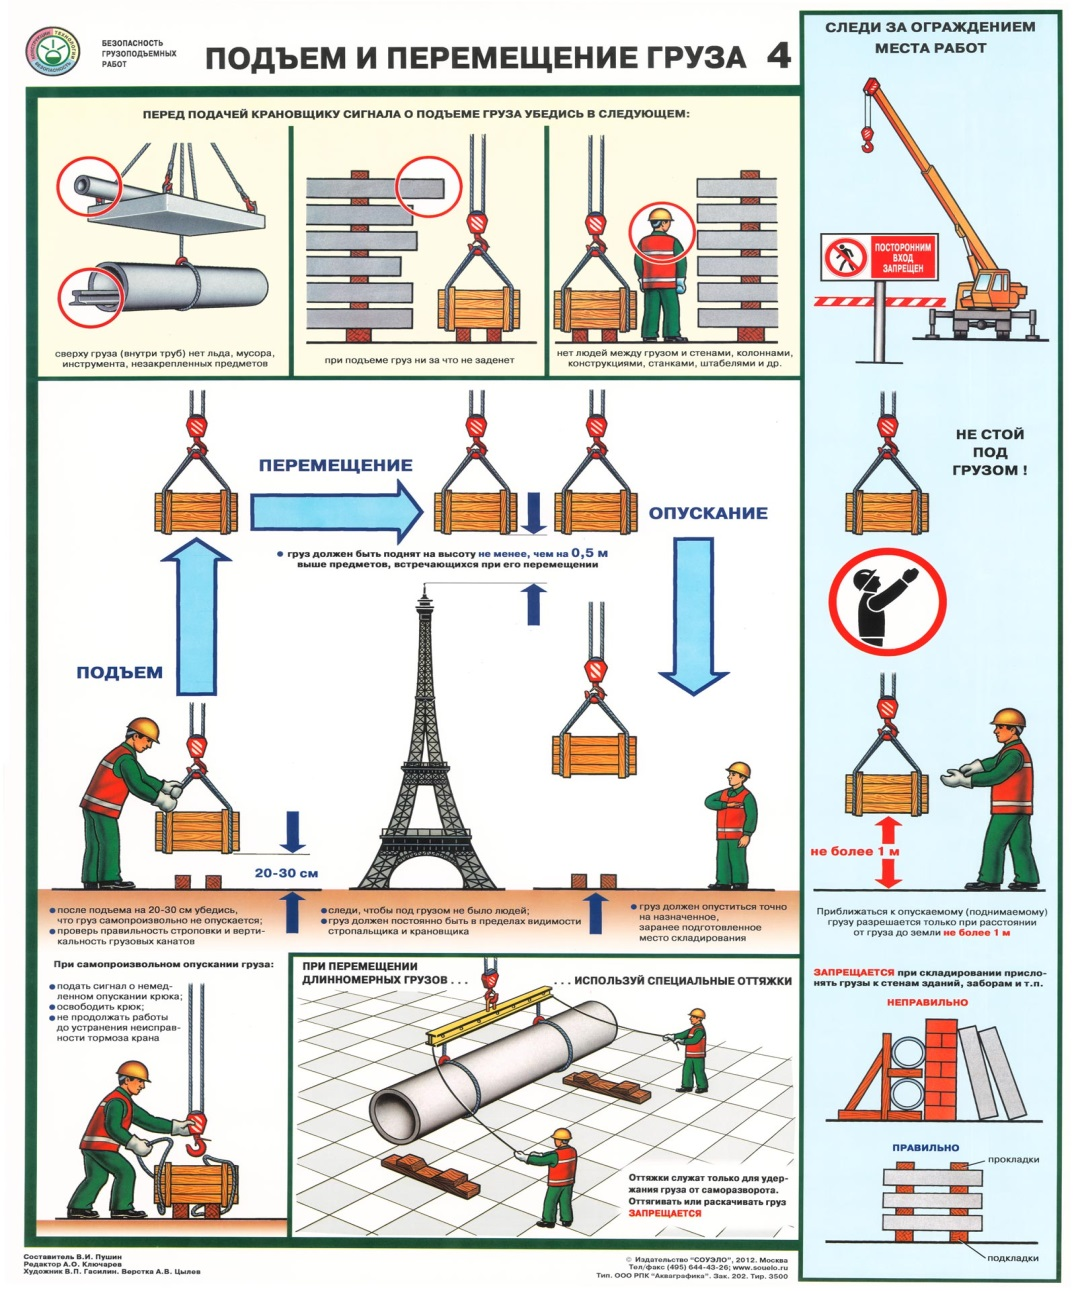 БЕЗОПАСНОСТЬ
ГРУЗОПОДЪЕМНЫХ
РАБОТ
ПОДЪЕМ И ПЕРЕМЕЩЕНИЕ ГРУЗА 4
ПЕРЕД ПОДАЧЕЙ КРАНОВЩИКУ СИГНАЛА О ПОДЪЕМЕ ГРУЗА УБЕДИСЬ В СЛЕДУЮЩЕМ:
сверху груза (внутри труб) нет льда, мусора,
инструмента, незакрепленных предметов
при подъеме груз ни за что не заденет
нет людей между грузом и стенами, колоннами,
конструкциями, станками, штабелями и др.
ПЕРЕМЕЩЕНИЕ
ОПУСКАНИЕ
• груз должен быть поднят на высоту не менее, чем на 0,5 м
выше предметов, встречающихся при его перемещении
ПОДЪЕМ
20-30 см
• после подъема на 20-30 см убедись,
что груз самопроизвольно не опускается;
• проверь правильность строповки и верти-
кальность грузовых канатов
• следи, чтобы под грузом не было людей;
• груз должен постоянно быть в пределах видимости
стропальщика и крановщика
• груз должен опуститься точно
на назначенное,
заранее подготовленное
место складирования
При самопроизвольном опускании груза:
• подать сигнал о немед-
ленном опускании крюка;
• освободить крюк;
• не продолжать работы
до устранения неисправ-
ности тормоза крана
ПРИ ПЕРЕМЕЩЕНИИ
ДЛИННОМЕРНЫХ ГРУЗОВ . . .
. . . ИСПОЛЬЗУЙ СПЕЦИАЛЬНЫЕ ОТТЯЖКИ
Оттяжки служат только для удер-
жания груза от саморазворота.
Оттягивать или раскачивать груз
ЗАПРЕЩАЕТСЯ
СЛЕДИ ЗА ОГРАЖДЕНИЕМ
МЕСТА РАБОТ
ПОСТОРОННИМ
ВХОД
ЗАПРЕЩЕН
НЕ СТОЙ
ПОД
ГРУЗОМ !
не более 1 м
Приближаться к опускаемому (поднимаемому)
грузу разрешается только при расстоянии
от груза до земли не более 1 м
ЗАПРЕЩАЕТСЯ при складировании присло-
нять грузы к стенам зданий, заборам и т.п.
НЕПРАВИЛЬНО
ПРАВИЛЬНО
прокладки
подкладки
Составитель В.И. Пушин
Редактор А.О. Ключарев
Художник В.П. Гасилин. Верстка А.В. Цылев
© Издательство "СОУЭЛО", 2012. Москва
Тел/факс (495) 644-43-26; www.souelo.ru
Тип. ООО РПК "Акваграфика". Зак. 202. Тир. 3500